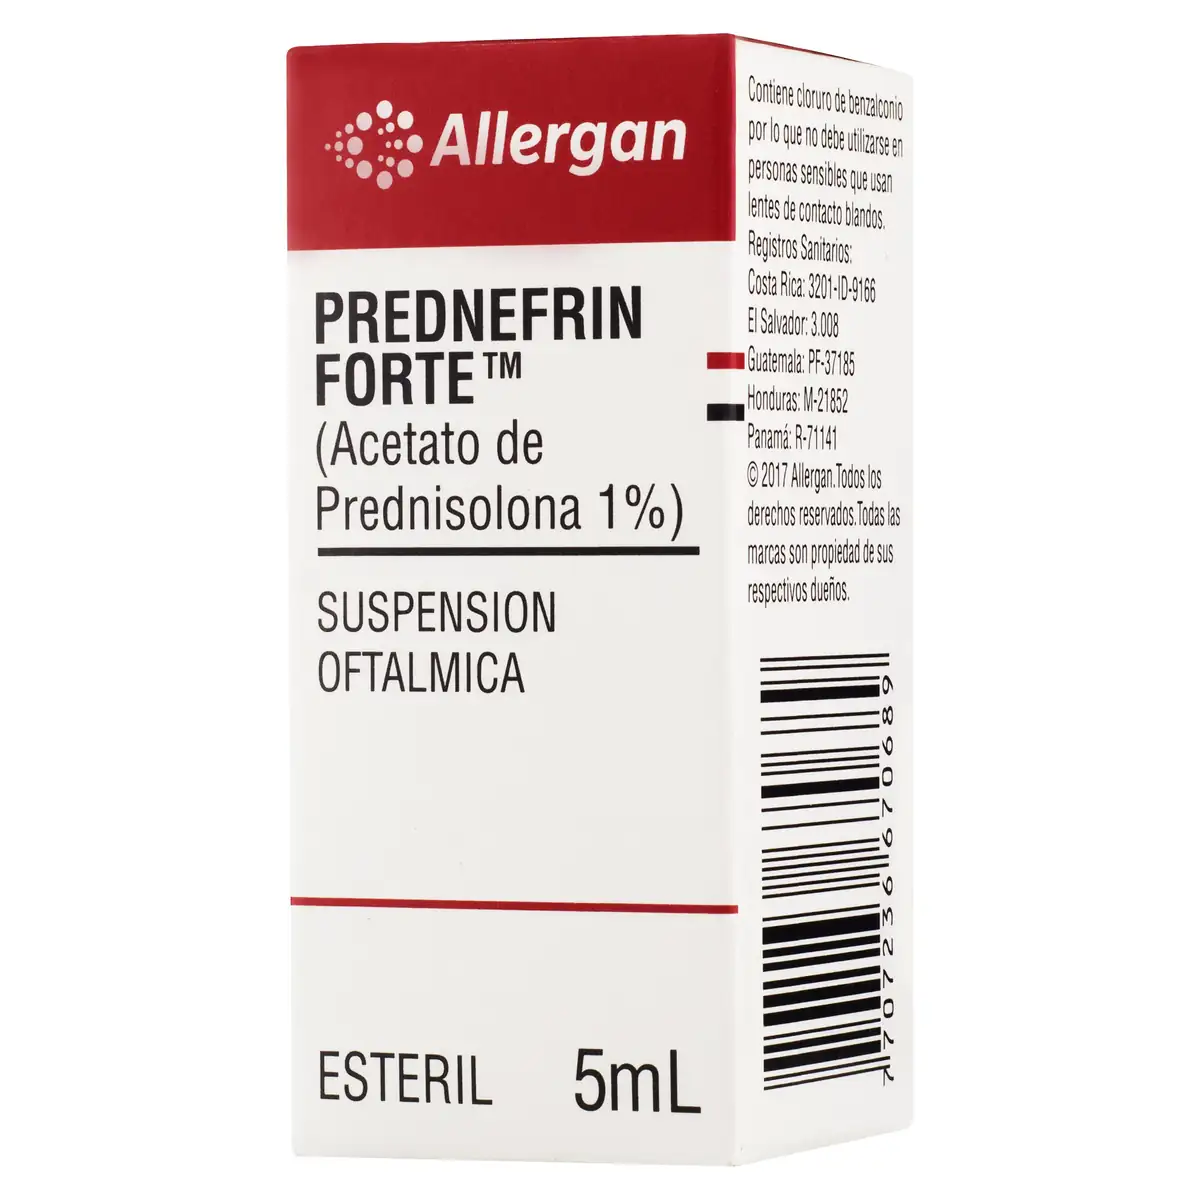 Allergan
PREDNEFRIN
FORTE™
(Acetato de
Prednisolona 1%)
SUSPENSION
OFTALMICA
ESTERIL 5mL
Contiene cloruro de benzalconio
por lo que no debe utilizarse en
personas sensibles que usan
lentes de contacto blandos.
Registros Sanitarios:
Costa Rica: 3201-ID-9166
El Salvador: 3.008
Guatemala: PF-37185
Honduras: M-21852
Panamá: R-71141
© 2017 Allergan.Todos los
derechos reservados.Todas las
marcas son propiedad de sus
respectivos dueños.
7707236670689